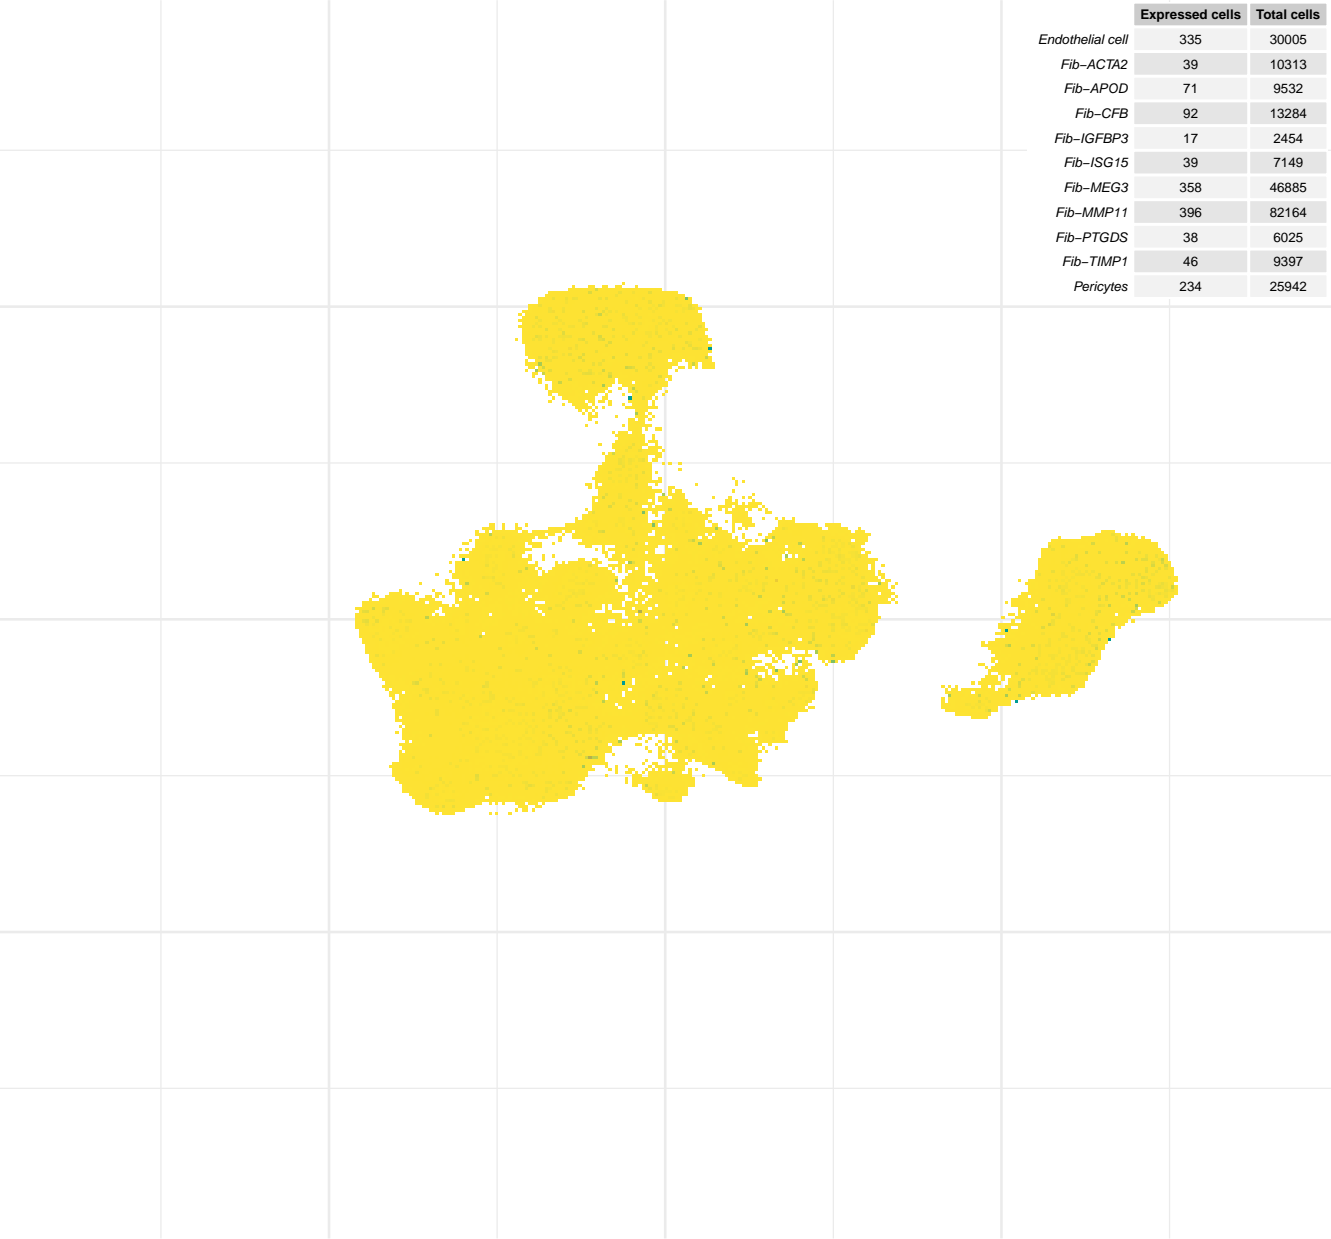 Expressed cells Total cells
Endothelial cell 335 30005
Fib−ACTA2 39 10313
Fib−APOD 71 9532
Fib−CFB 92 13284
Fib−IGFBP3 17 2454
Fib−ISG15 39 7149
Fib−MEG3 358 46885
Fib−MMP11 396 82164
Fib−PTGDS 38 6025
Fib−TIMP1 46 9397
Pericytes 234 25942